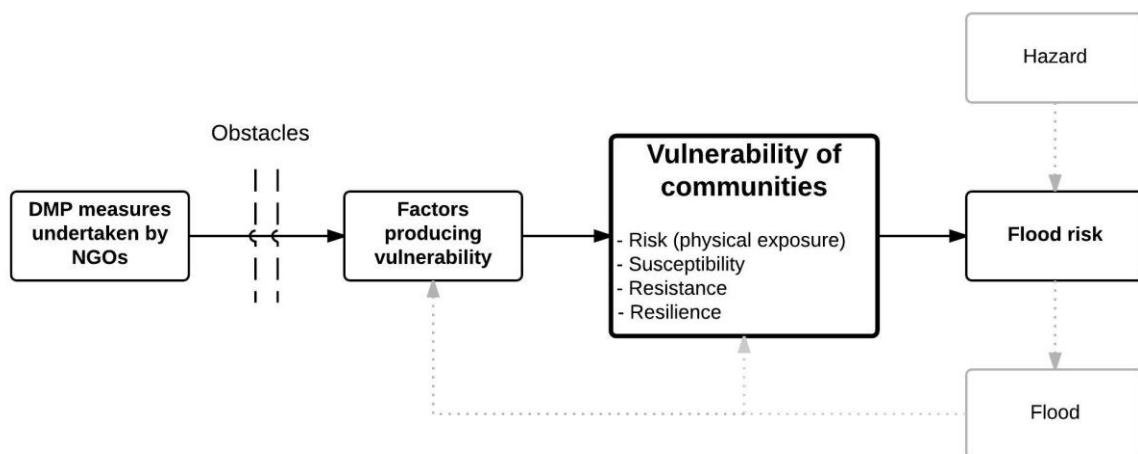 Hazard
Obstacles
DMP measures
undertaken by
NGOs
Factors
producing
vulnerability
Vulnerability of
communities
- Risk (physical exposure)
- Susceptibility
- Resistance
- Resilience
Flood risk
Flood